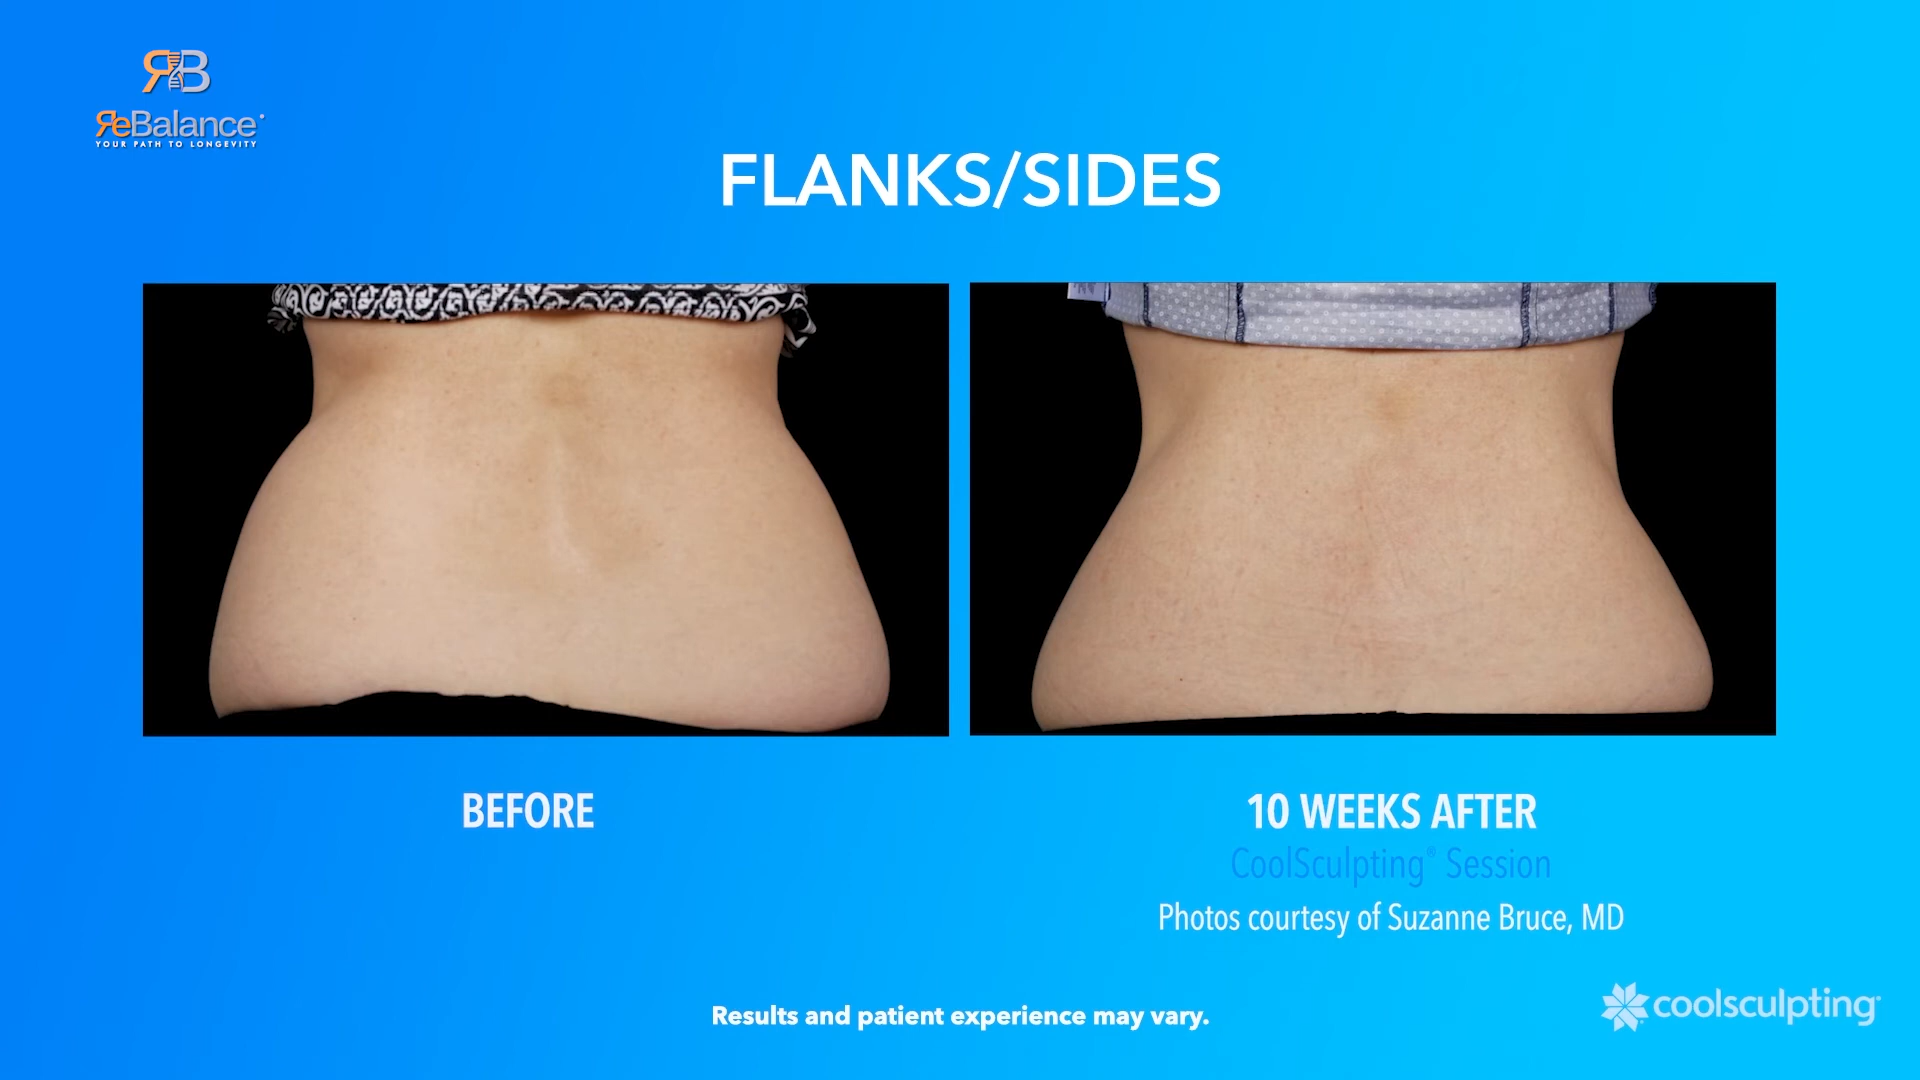 RB
ReBalance
YOUR PATH TO LONGEVITY
FLANKS/SIDES
BEFORE
10 WEEKS AFTER
CoolSculpting® Session
Photos courtesy of Suzanne Bruce, MD
Results and patient experience may vary.
coolsculpting